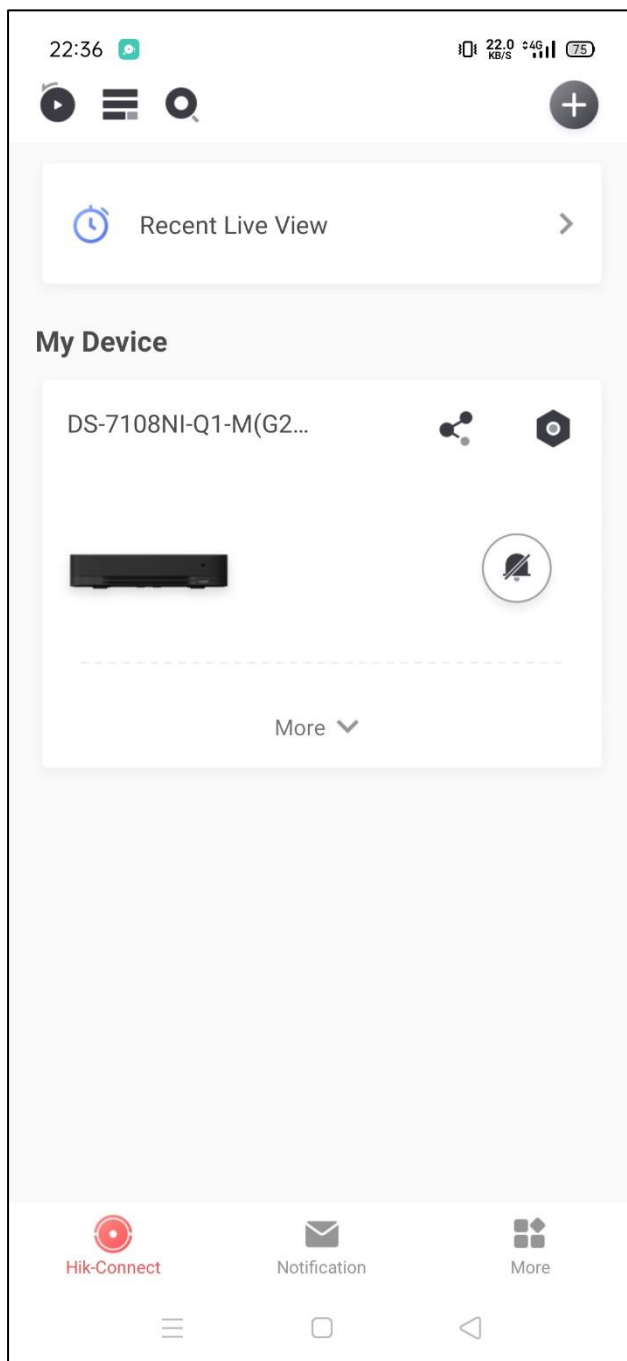 22:36 22.0 KB/S 4G 75
Recent Live View
My Device
DS-7108NI-Q1-M(G2...
More
Hik-Connect Notification More